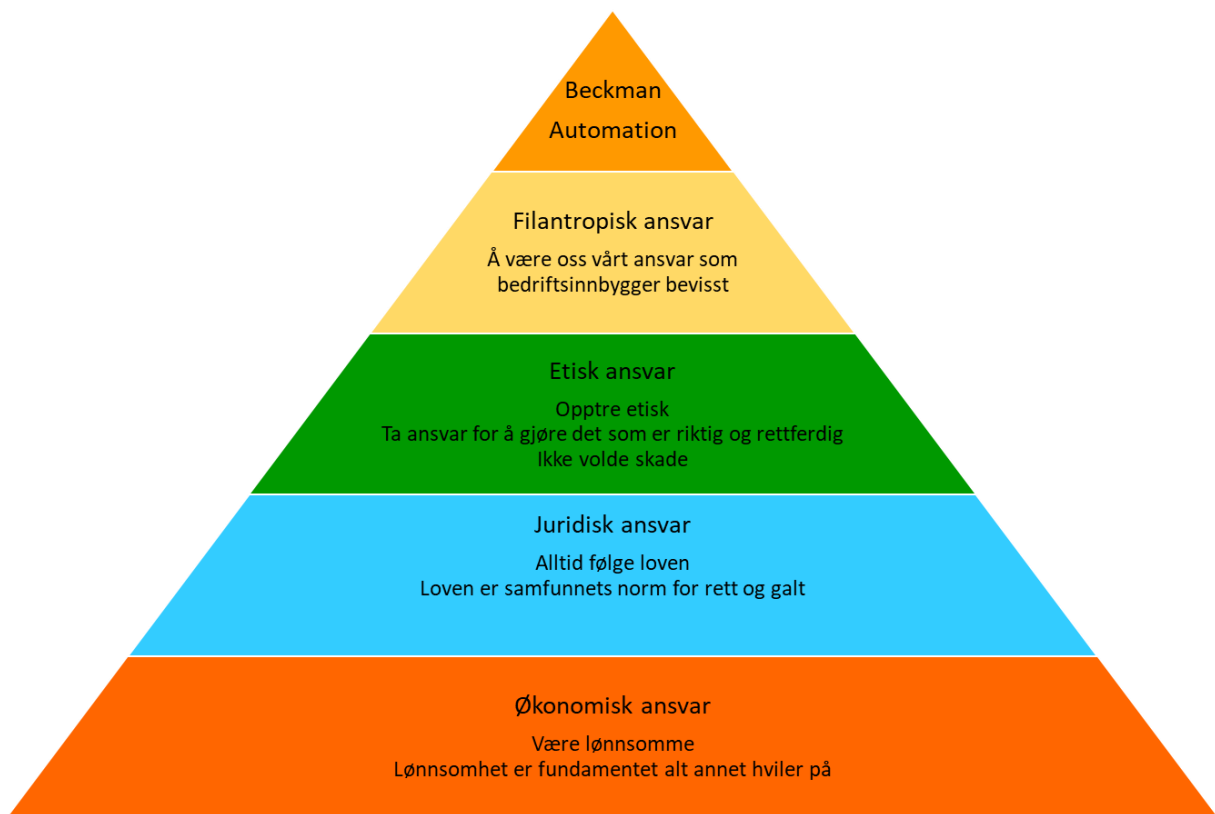 Beckman
Automation
Filantropisk ansvar
Å være oss vårt ansvar som
bedriftsinnbygger bevisst
Etisk ansvar
Opptre etisk
Ta ansvar for å gjøre det som er riktig og rettferdig
Ikke volde skade
Juridisk ansvar
Alltid følge loven
Loven er samfunnets norm for rett og galt
Økonomisk ansvar
Være lønnsomme
Lønnsomhet er fundamentet alt annet hviler på